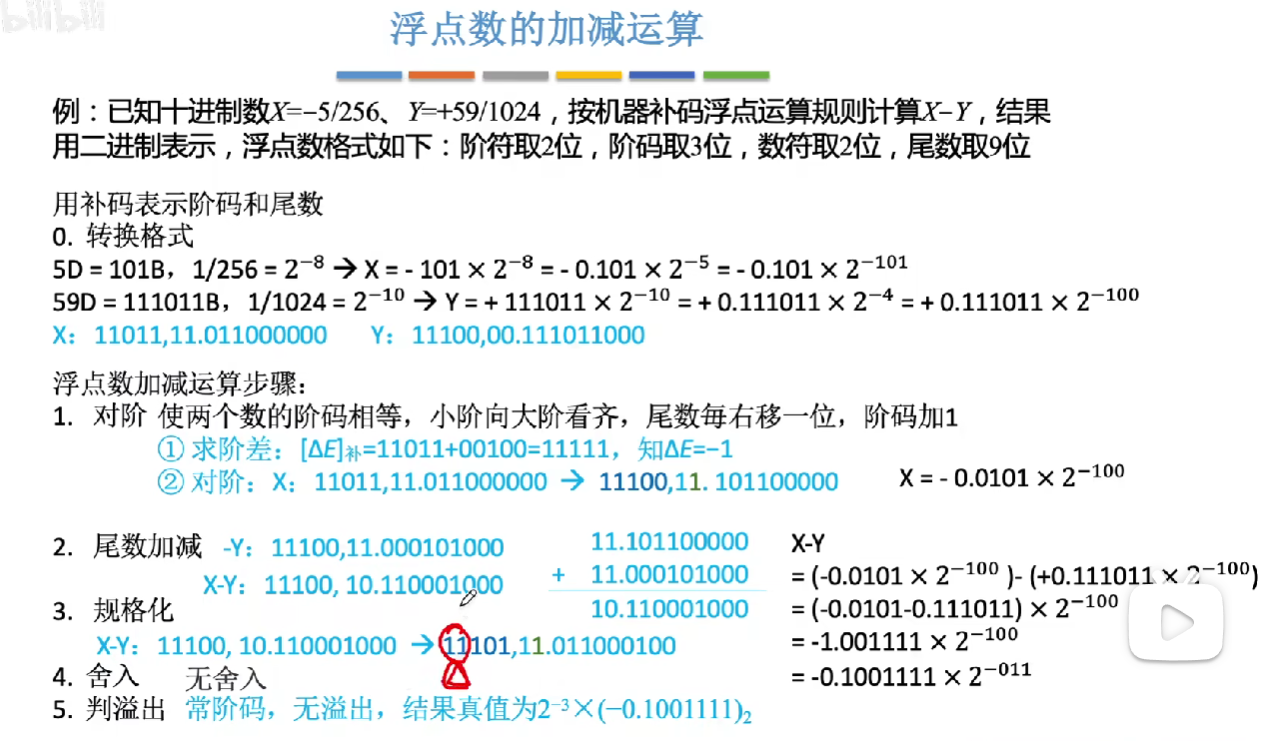 bilibili
浮点数的加减运算
例：已知十进制数X=−5/256、Y=+59/1024，按机器补码浮点运算规则计算X−Y，结果
用二进制表示，浮点数格式如下：阶符取2位，阶码取3位，数符取2位，尾数取9位
用补码表示阶码和尾数
0. 转换格式
5D = 101B，1/256 = 2⁻⁸ → X = - 101 × 2⁻⁸ = - 0.101 × 2⁻⁵ = - 0.101 × 2⁻¹⁰¹
59D = 111011B，1/1024 = 2⁻¹⁰ → Y = + 111011 × 2⁻¹⁰ = + 0.111011 × 2⁻⁴ = + 0.111011 × 2⁻¹⁰⁰
X：11011,11.011000000 Y：11100,00.111011000
浮点数加减运算步骤：
1. 对阶 使两个数的阶码相等，小阶向大阶看齐，尾数每右移一位，阶码加1
① 求阶差：[ΔE]补=11011+00100=11111，知ΔE=−1
② 对阶：X：11011,11.011000000 → 11100,11. 101100000 X = - 0.0101 × 2⁻¹⁰⁰
2. 尾数加减 -Y：11100,11.000101000
X-Y：11100, 10.110001000
11.101100000
+ 11.000101000
10.110001000
X-Y
= (-0.0101 × 2⁻¹⁰⁰ )- (+0.111011 × 2⁻¹⁰⁰)
= (-0.0101-0.111011) × 2⁻¹⁰⁰
= -1.001111 × 2⁻¹⁰⁰
= -0.1001111 × 2⁻⁰¹¹
3. 规格化
X-Y：11100, 10.110001000 → 11101,11.011000100
4. 舍入 无舍入
5. 判溢出 常阶码，无溢出，结果真值为2⁻³×(−0.1001111)₂